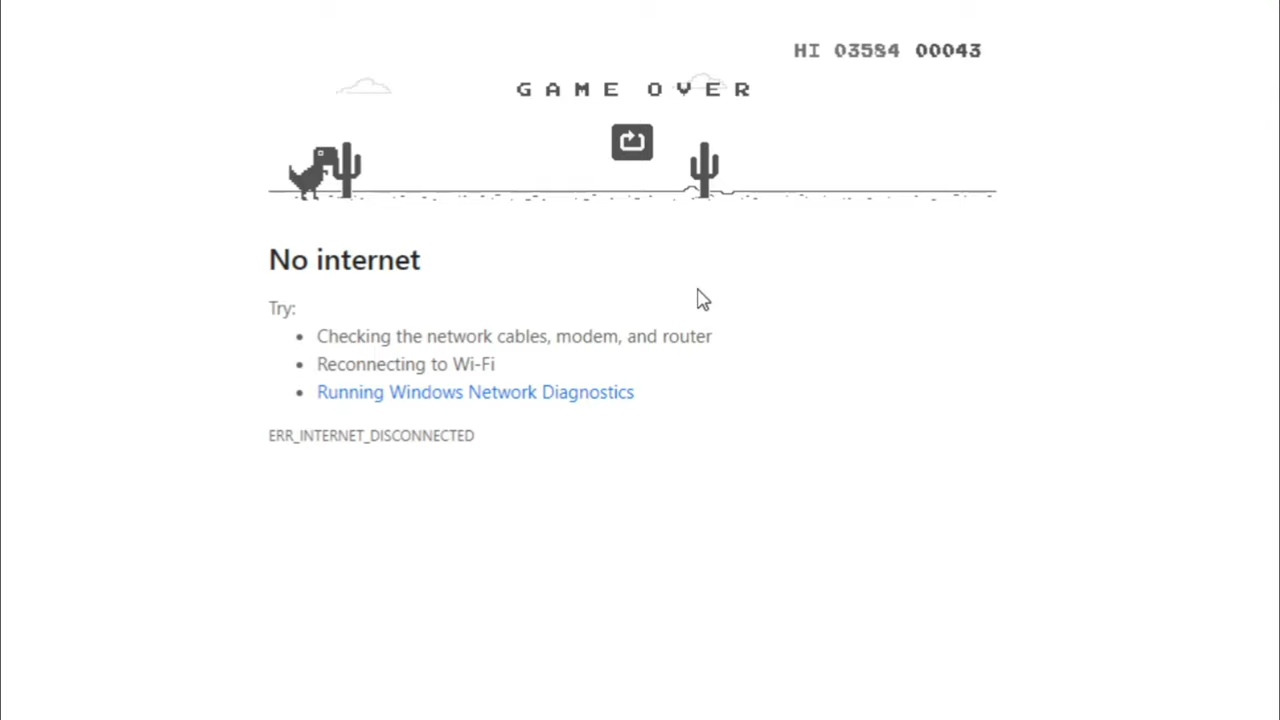 HI 03584 00043
GAME OVER
No internet
Try:
Checking the network cables, modem, and router
Reconnecting to Wi-Fi
Running Windows Network Diagnostics
ERR_INTERNET_DISCONNECTED